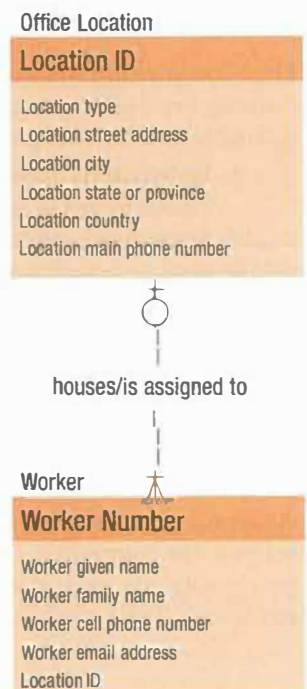 Office Location
Location ID
Location type
Location street address
Location city
Location state or province
Location country
Location main phone number
houses/is assigned to
Worker
Worker Number
Worker given name
Worker family name
Worker cell phone number
Worker email address
Location ID